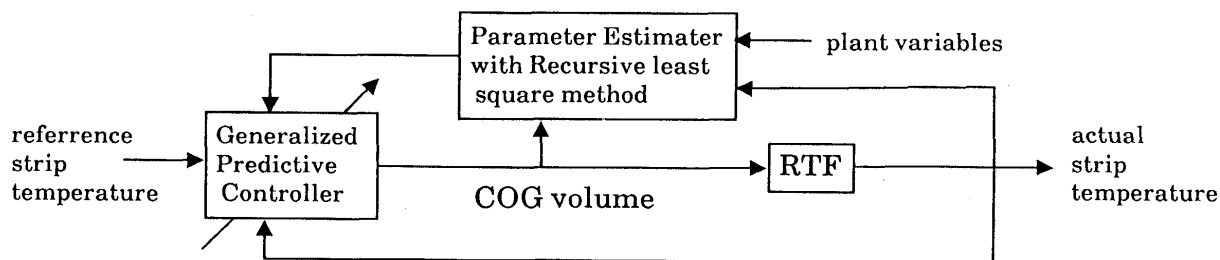 Parameter Estimater
with Recursive least
square method
plant variables
referrence
strip
temperature
Generalized
Predictive
Controller
COG volume
RTF
actual
strip
temperature